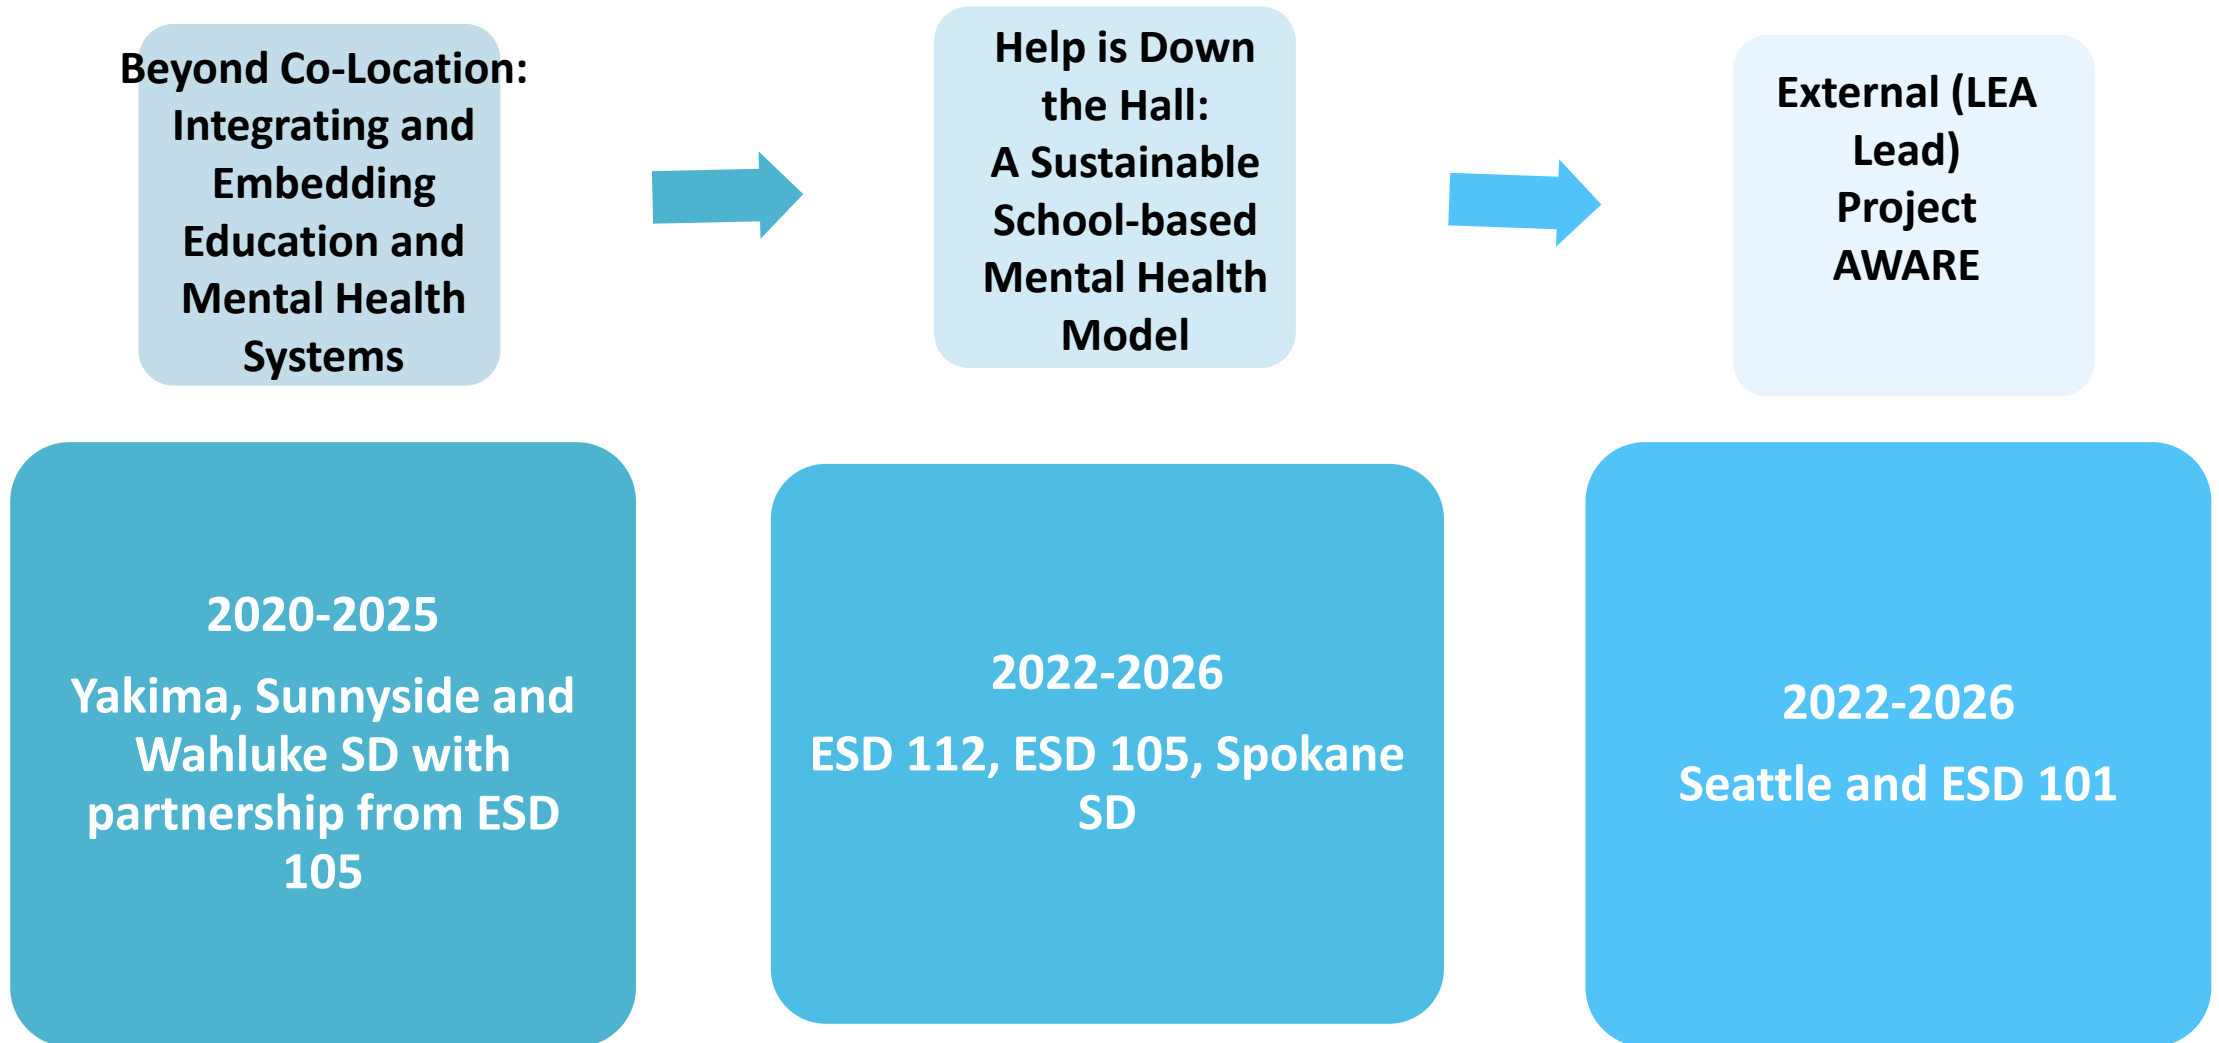 Beyond Co-Location:
Integrating and
Embedding
Education and
Mental Health
Systems
Help is Down
the Hall:
A Sustainable
School-based
Mental Health
Model
External (LEA
Lead)
Project
AWARE
2020-2025
Yakima, Sunnyside and
Wahluke SD with
partnership from ESD
105
2022-2026
ESD 112, ESD 105, Spokane
SD
2022-2026
Seattle and ESD 101